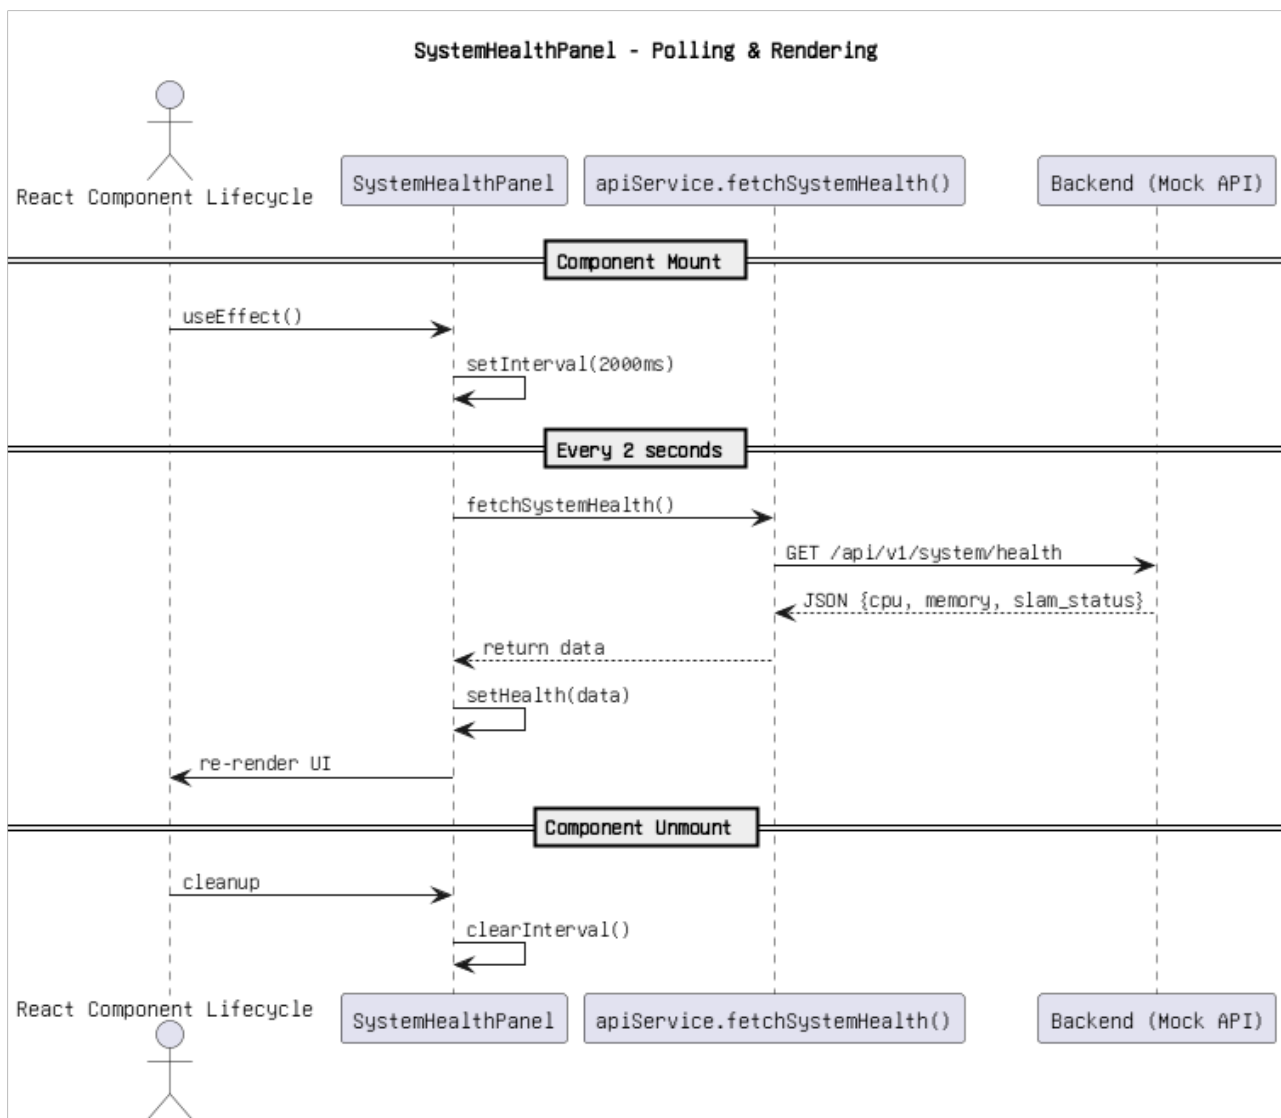 SystemHealthPanel - Polling & Rendering
React Component Lifecycle
SystemHealthPanel
apiService.fetchSystemHealth()
Backend (Mock API)
Component Mount
useEffect()
setInterval(2000ms)
Every 2 seconds
fetchSystemHealth()
GET /api/v1/system/health
JSON {cpu, memory, slam_status}
return data
setHealth(data)
re-render UI
Component Unmount
cleanup
clearInterval()
React Component Lifecycle
SystemHealthPanel
apiService.fetchSystemHealth()
Backend (Mock API)